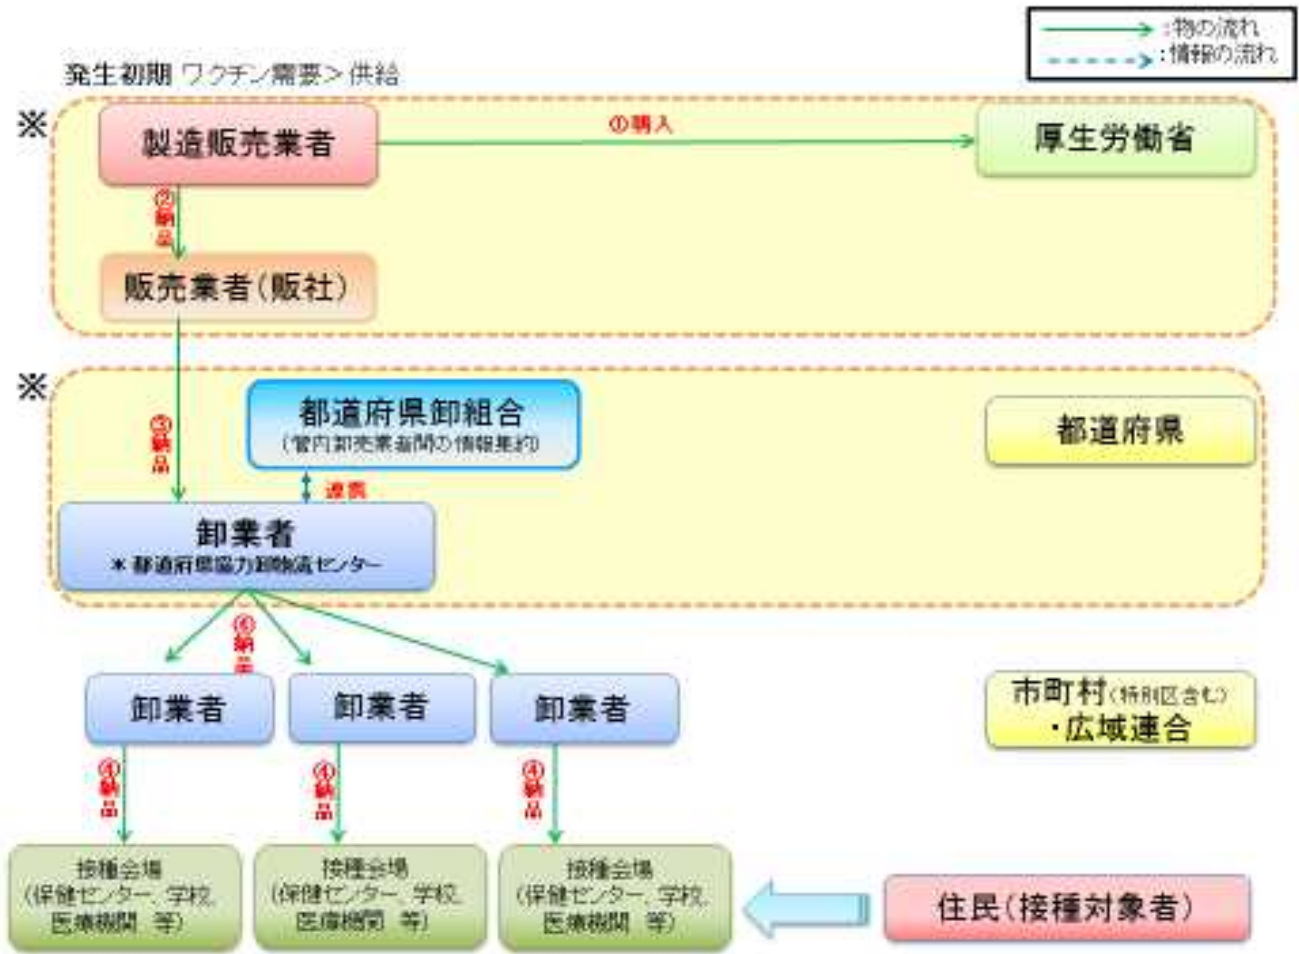 :物の流れ
:情報の流れ
発生初期 ワクチン需要>供給
※
製造販売業者
①購入
厚生労働省
②納品
販売業者(販社)
※
都道府県卸組合
(管内卸売業者間の情報集約)
都道府県
③納品
連携
卸業者
*都道府県協力卸物流センター
④納品
卸業者
卸業者
卸業者
市町村(特別区含む)
・広域連合
④納品
④納品
④納品
接種会場
(保健センター、学校、
医療機関 等)
接種会場
(保健センター、学校、
医療機関 等)
接種会場
(保健センター、学校、
医療機関 等)
住民(接種対象者)